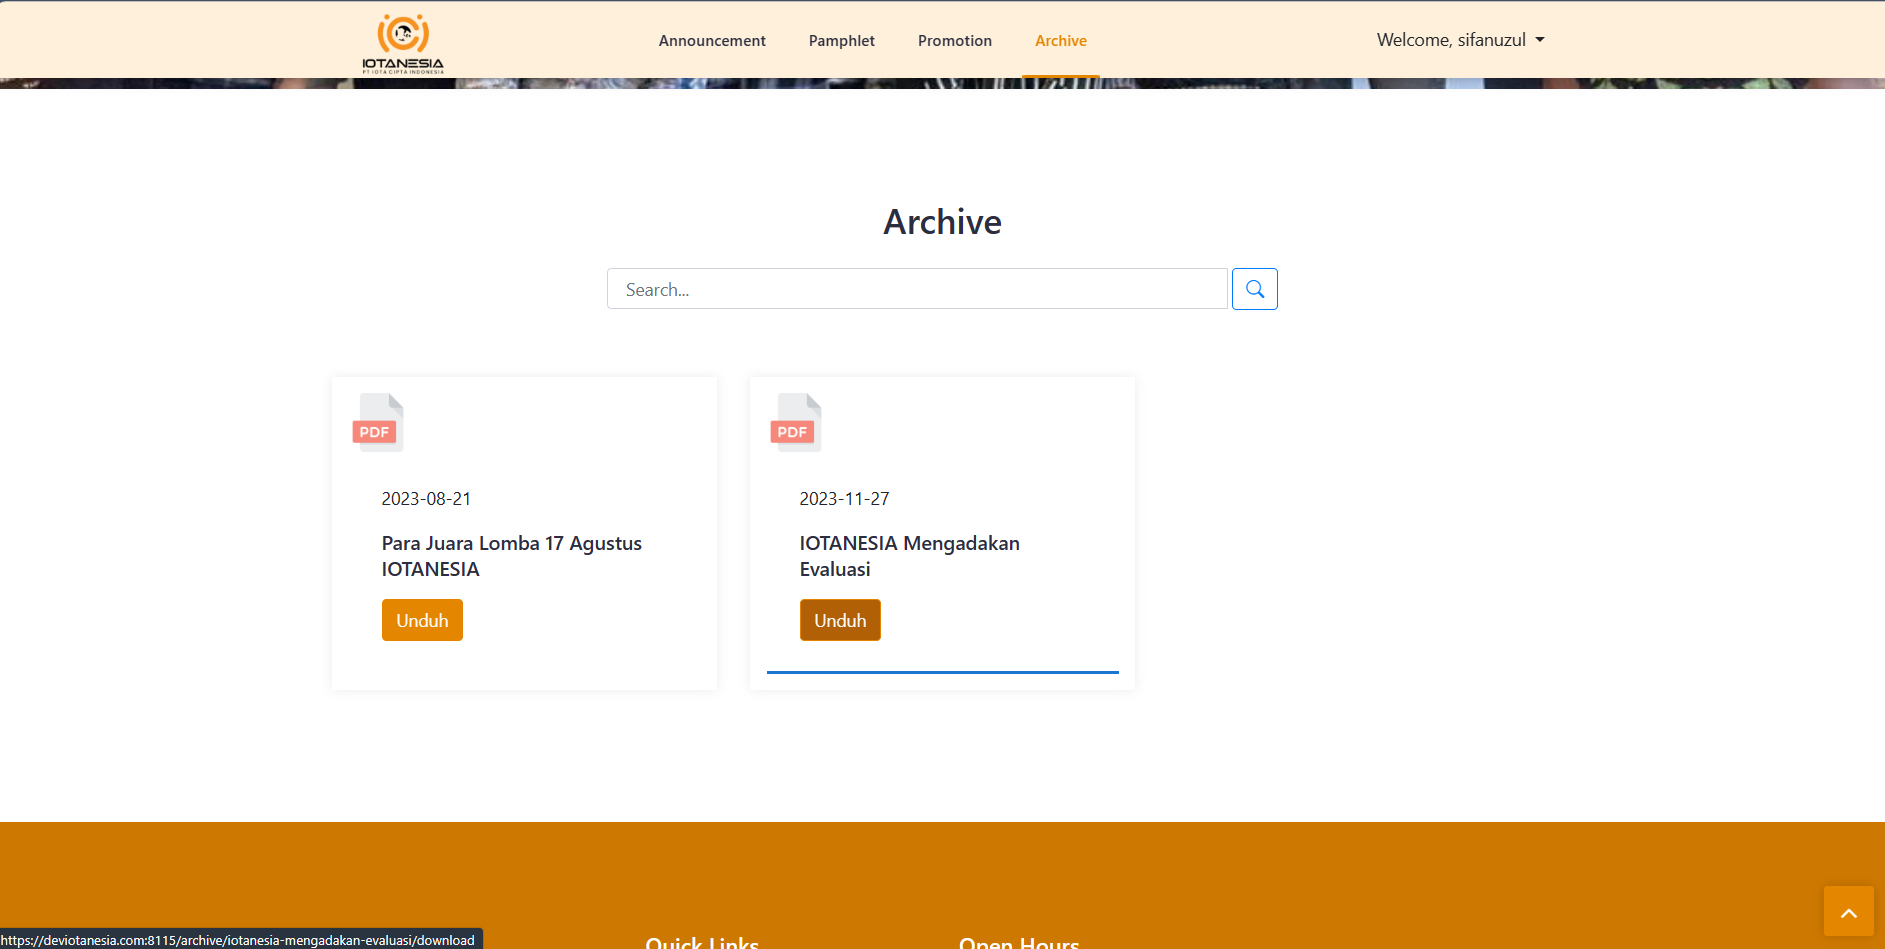 IOTANESIA
PT IOTA CIPTA INDONESIA
Announcement
Pamphlet
Promotion
Archive
Welcome, sifanuzul
Archive
Search...
PDF
2023-08-21
Para Juara Lomba 17 Agustus
IOTANESIA
Unduh
PDF
2023-11-27
IOTANESIA Mengadakan
Evaluasi
Unduh
Quick Links
Open Hours
https://deviotanesia.com:8115/archive/iotanesia-mengadakan-evaluasi/download